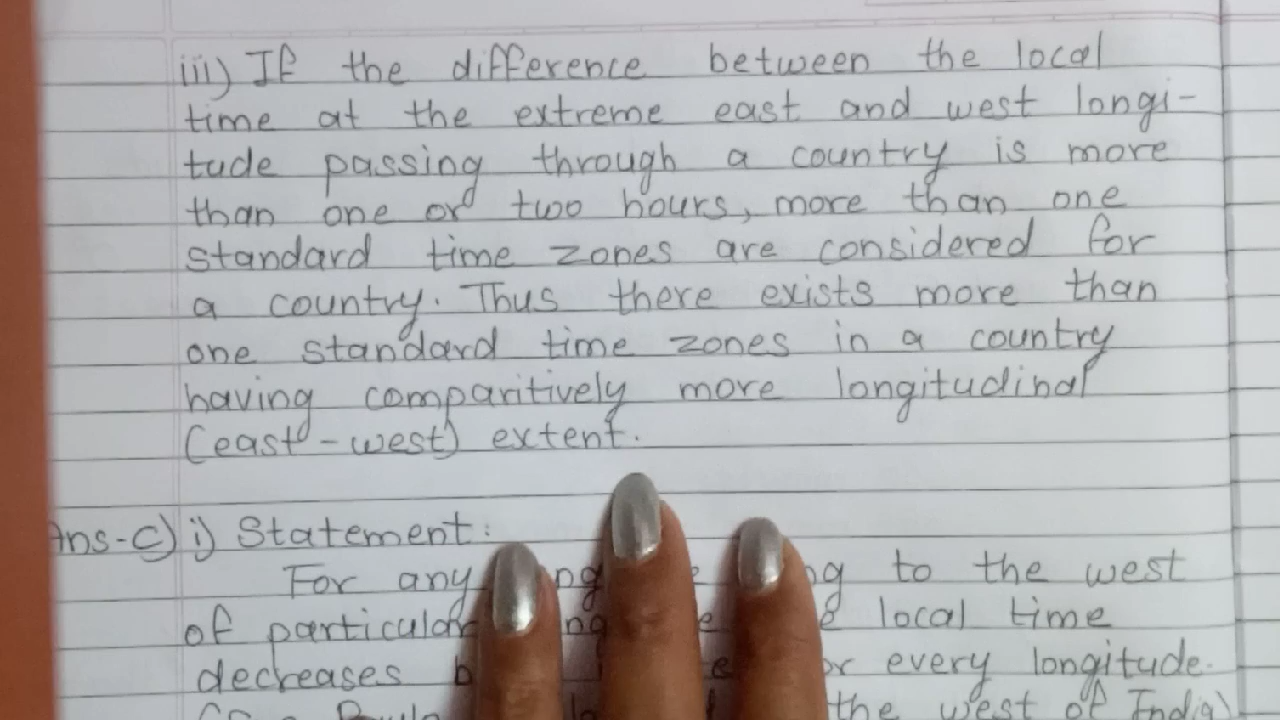 iii) If the difference between the local
time at the extreme east and west longi-
tude passing through a country is more
than one or two hours, more than one
standard time zones are considered for
a country. Thus there exists more than
one standard time zones in a country
having comparitively more longitudinal
(east-west) extent.
Ans-c) i) Statement:
For any to the west
of particular local time
decreases every longitude.
the west of India)